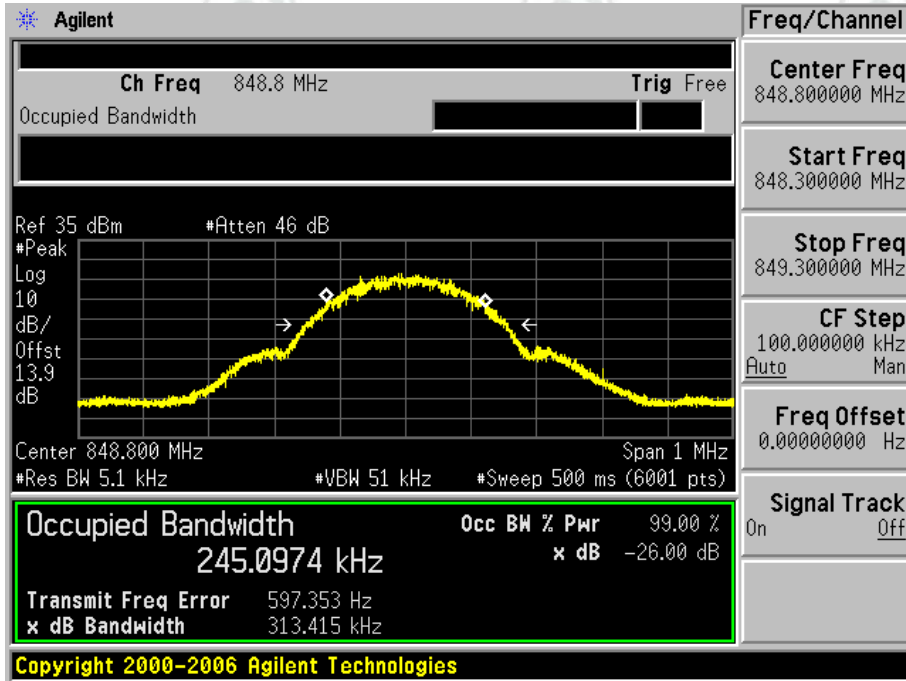 Agilent
Freq/Channel
Ch Freq 848.8 MHz Trig Free
Occupied Bandwidth
Center Freq
848.800000 MHz
Start Freq
848.300000 MHz
Stop Freq
849.300000 MHz
CF Step
100.000000 kHz
Auto Man
Freq Offset
0.00000000 Hz
Signal Track
On Off
Ref 35 dBm #Atten 46 dB
#Peak
Log
10
dB/
Offst
13.9
dB
Center 848.800 MHz Span 1 MHz
#Res BW 5.1 kHz #VBW 51 kHz #Sweep 500 ms (6001 pts)
Occupied Bandwidth Occ BW % Pwr 99.00 %
245.0974 kHz x dB -26.00 dB
Transmit Freq Error 597.353 Hz
x dB Bandwidth 313.415 kHz
Copyright 2000-2006 Agilent Technologies